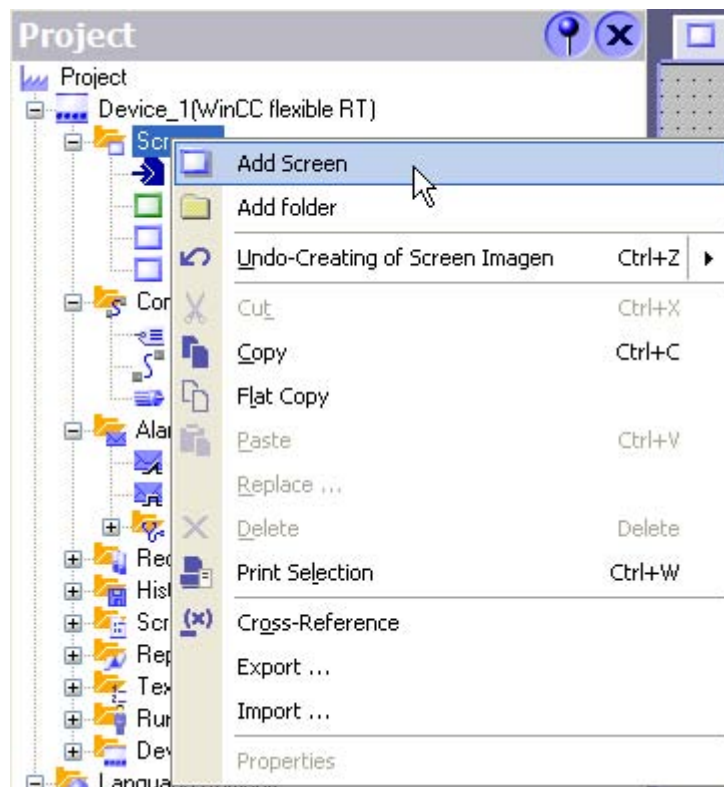 Project
Project
Device_1(WinCC flexible RT)
Scr
Add Screen
Add folder
Undo-Creating of Screen Imagen Ctrl+Z
Cor
Cut Ctrl+X
Copy Ctrl+C
Flat Copy
Alar
Paste Ctrl+V
Replace ...
Delete Delete
Rec
Print Selection Ctrl+W
Hist
Scr
Cross-Reference
Rep
Export ...
Tex
Run
Import ...
Dev
Properties
Langua